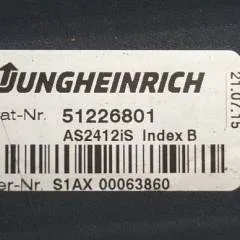 JUNGHEINRICH
at-Nr. 51226801
AS2412iS Index B
er-Nr. S1AX 00063860
21.07.15